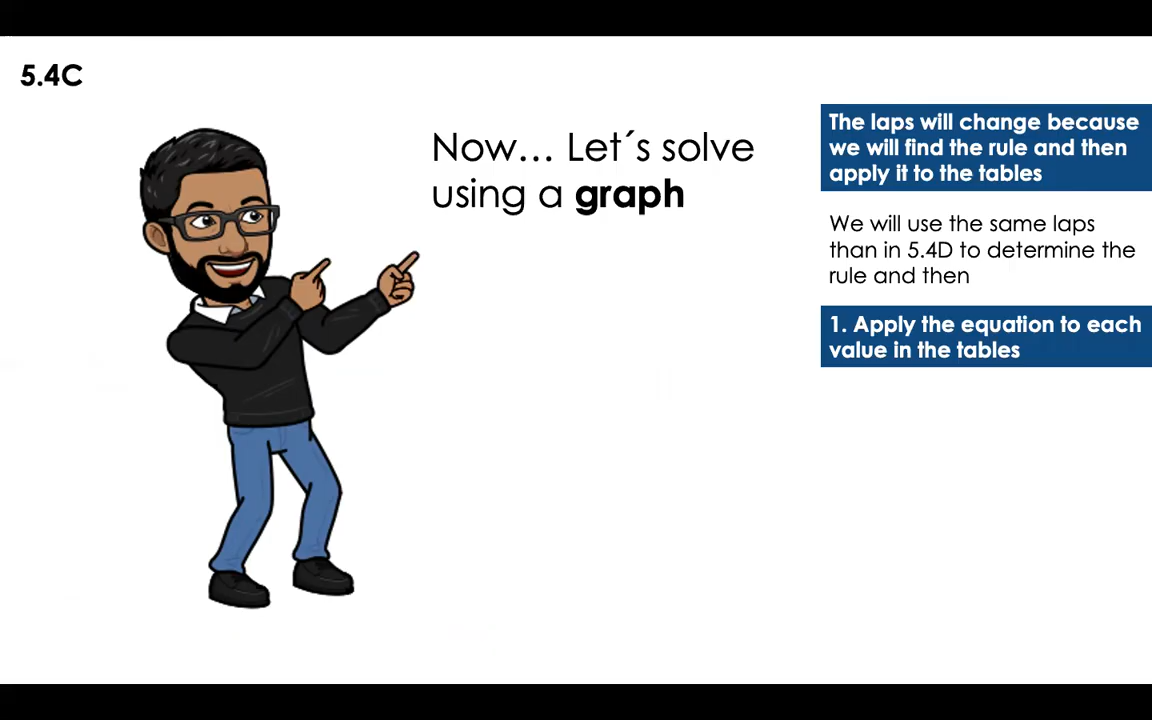 5.4C
Now... Let´s solve
using a graph
The laps will change because
we will find the rule and then
apply it to the tables
We will use the same laps
than in 5.4D to determine the
rule and then
1. Apply the equation to each
value in the tables